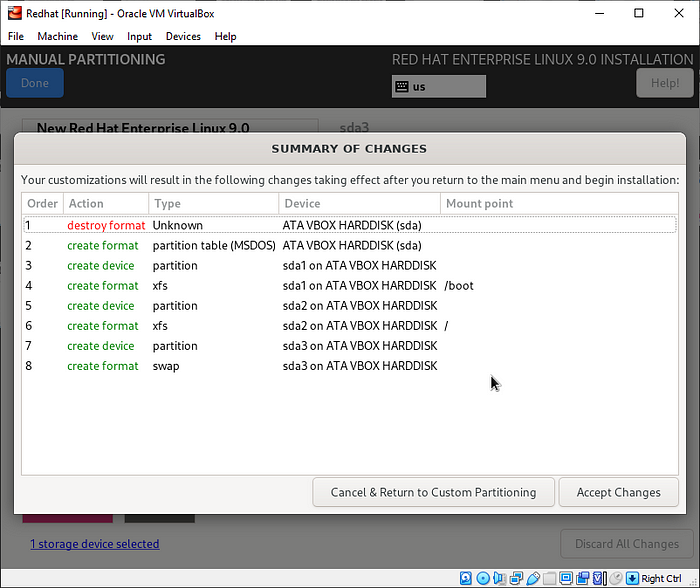 Redhat [Running] - Oracle VM VirtualBox
File Machine View Input Devices Help
MANUAL PARTITIONING
RED HAT ENTERPRISE LINUX 9.0 INSTALLATION
Done
us
Help!
New Red Hat Enterprise Linux 9.0
sda3
SUMMARY OF CHANGES
Your customizations will result in the following changes taking effect after you return to the main menu and begin installation:
Order Action Type Device Mount point
1 destroy format Unknown ATA VBOX HARDDISK (sda)
2 create format partition table (MSDOS) ATA VBOX HARDDISK (sda)
3 create device partition sda1 on ATA VBOX HARDDISK
4 create format xfs sda1 on ATA VBOX HARDDISK /boot
5 create device partition sda2 on ATA VBOX HARDDISK
6 create format xfs sda2 on ATA VBOX HARDDISK /
7 create device partition sda3 on ATA VBOX HARDDISK
8 create format swap sda3 on ATA VBOX HARDDISK
Cancel & Return to Custom Partitioning
Accept Changes
1 storage device selected
Discard All Changes
Right Ctrl